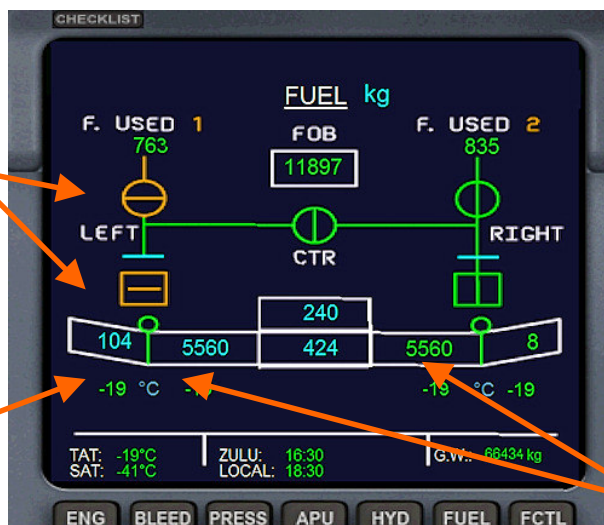 CHECKLIST
FUEL kg
F. USED 1
FOB
F. USED 2
763
11897
835
LEFT
CTR
RIGHT
240
104
5560
424
5560
8
-19 °C
-19 °C -19
TAT: -19°C
SAT: -41°C
ZULU: 16:30
LOCAL: 18:30
G.W.: 66434 kg
ENG BLEED PRESS APU HYD FUEL FCTL